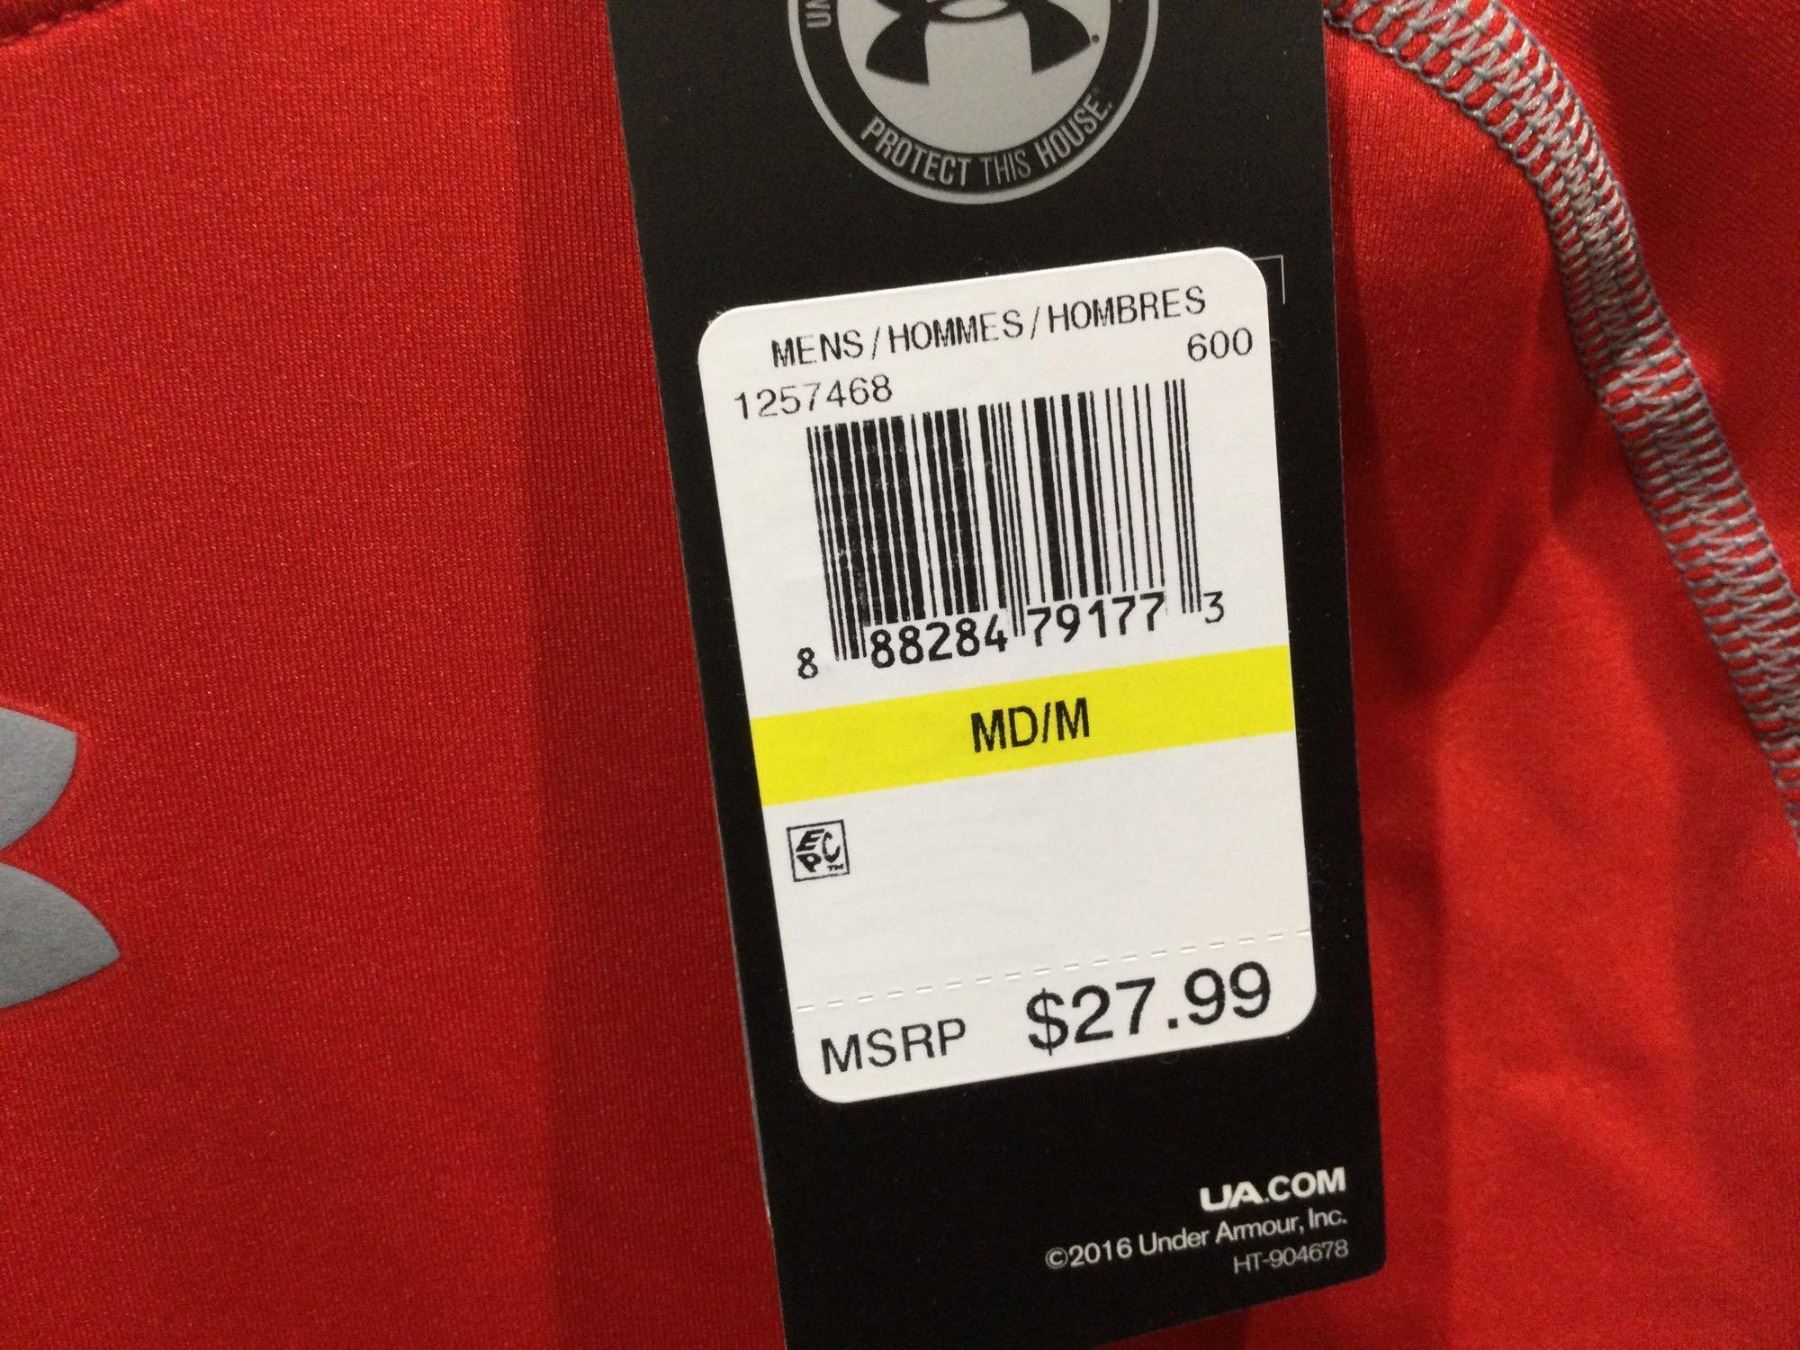 PROTECT THIS HOUSE.
MENS/HOMMES/HOMBRES
1257468 600
8 88284 79177 3
MD/M
EPC™
MSRP $27.99
UA.COM
©2016 Under Armour, Inc.
HT-904678